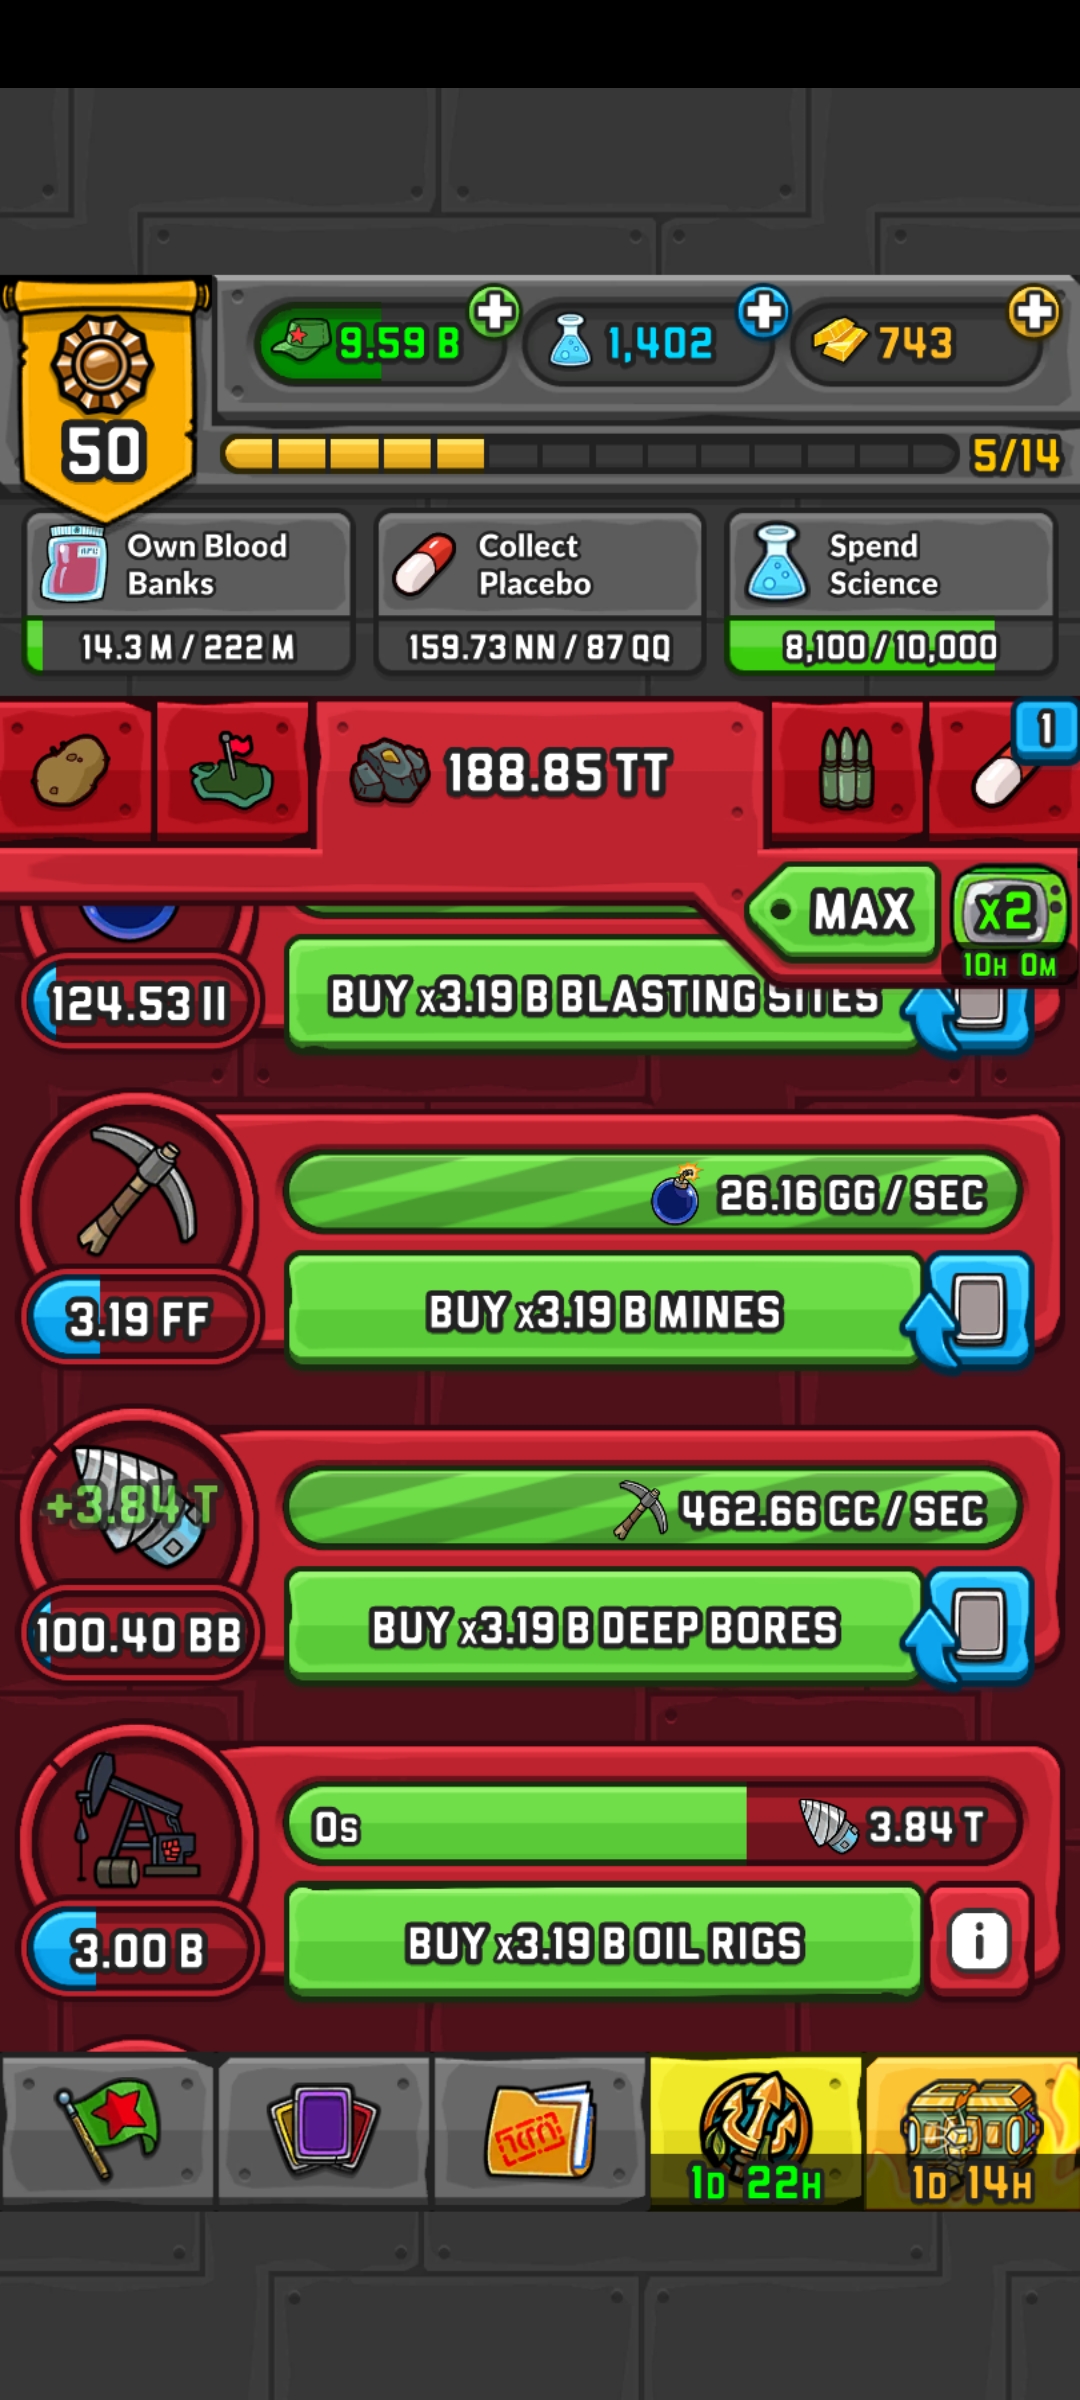 9.59 B
1,402
743
50
5/14
Own Blood
Banks
14.3 M / 222 M
Collect
Placebo
159.73 NN / 87 QQ
Spend
Science
8,100 / 10,000
188.85 TT
1
MAX
x2
10H 0M
124.53 II
BUY x3.19 B BLASTING SITES
26.16 GG / SEC
3.19 FF
BUY x3.19 B MINES
+3.84 T
462.66 CC / SEC
100.40 BB
BUY x3.19 B DEEP BORES
0s
3.84 T
3.00 B
BUY x3.19 B OIL RIGS
i
1D 22H
1D 14H